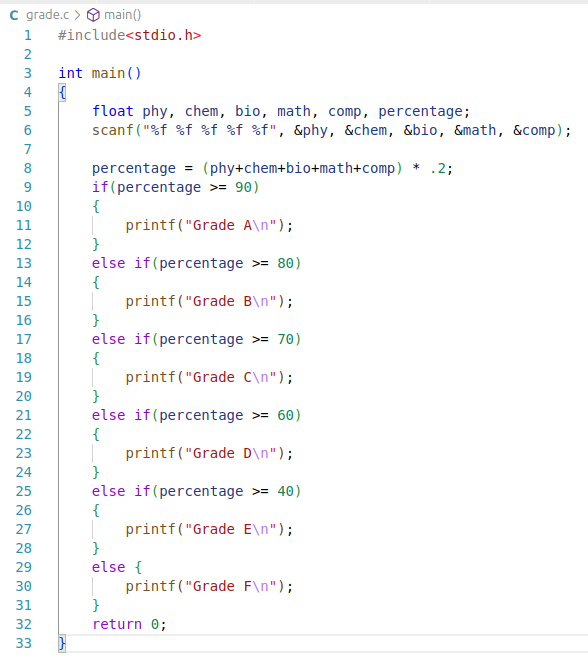 C grade.c > main()
1 #include<stdio.h>
2
3 int main()
4 {
5     float phy, chem, bio, math, comp, percentage;
6     scanf("%f %f %f %f %f", &phy, &chem, &bio, &math, &comp);
7
8     percentage = (phy+chem+bio+math+comp) * .2;
9     if(percentage >= 90)
10     {
11         printf("Grade A\n");
12     }
13     else if(percentage >= 80)
14     {
15         printf("Grade B\n");
16     }
17     else if(percentage >= 70)
18     {
19         printf("Grade C\n");
20     }
21     else if(percentage >= 60)
22     {
23         printf("Grade D\n");
24     }
25     else if(percentage >= 40)
26     {
27         printf("Grade E\n");
28     }
29     else {
30         printf("Grade F\n");
31     }
32     return 0;
33 }